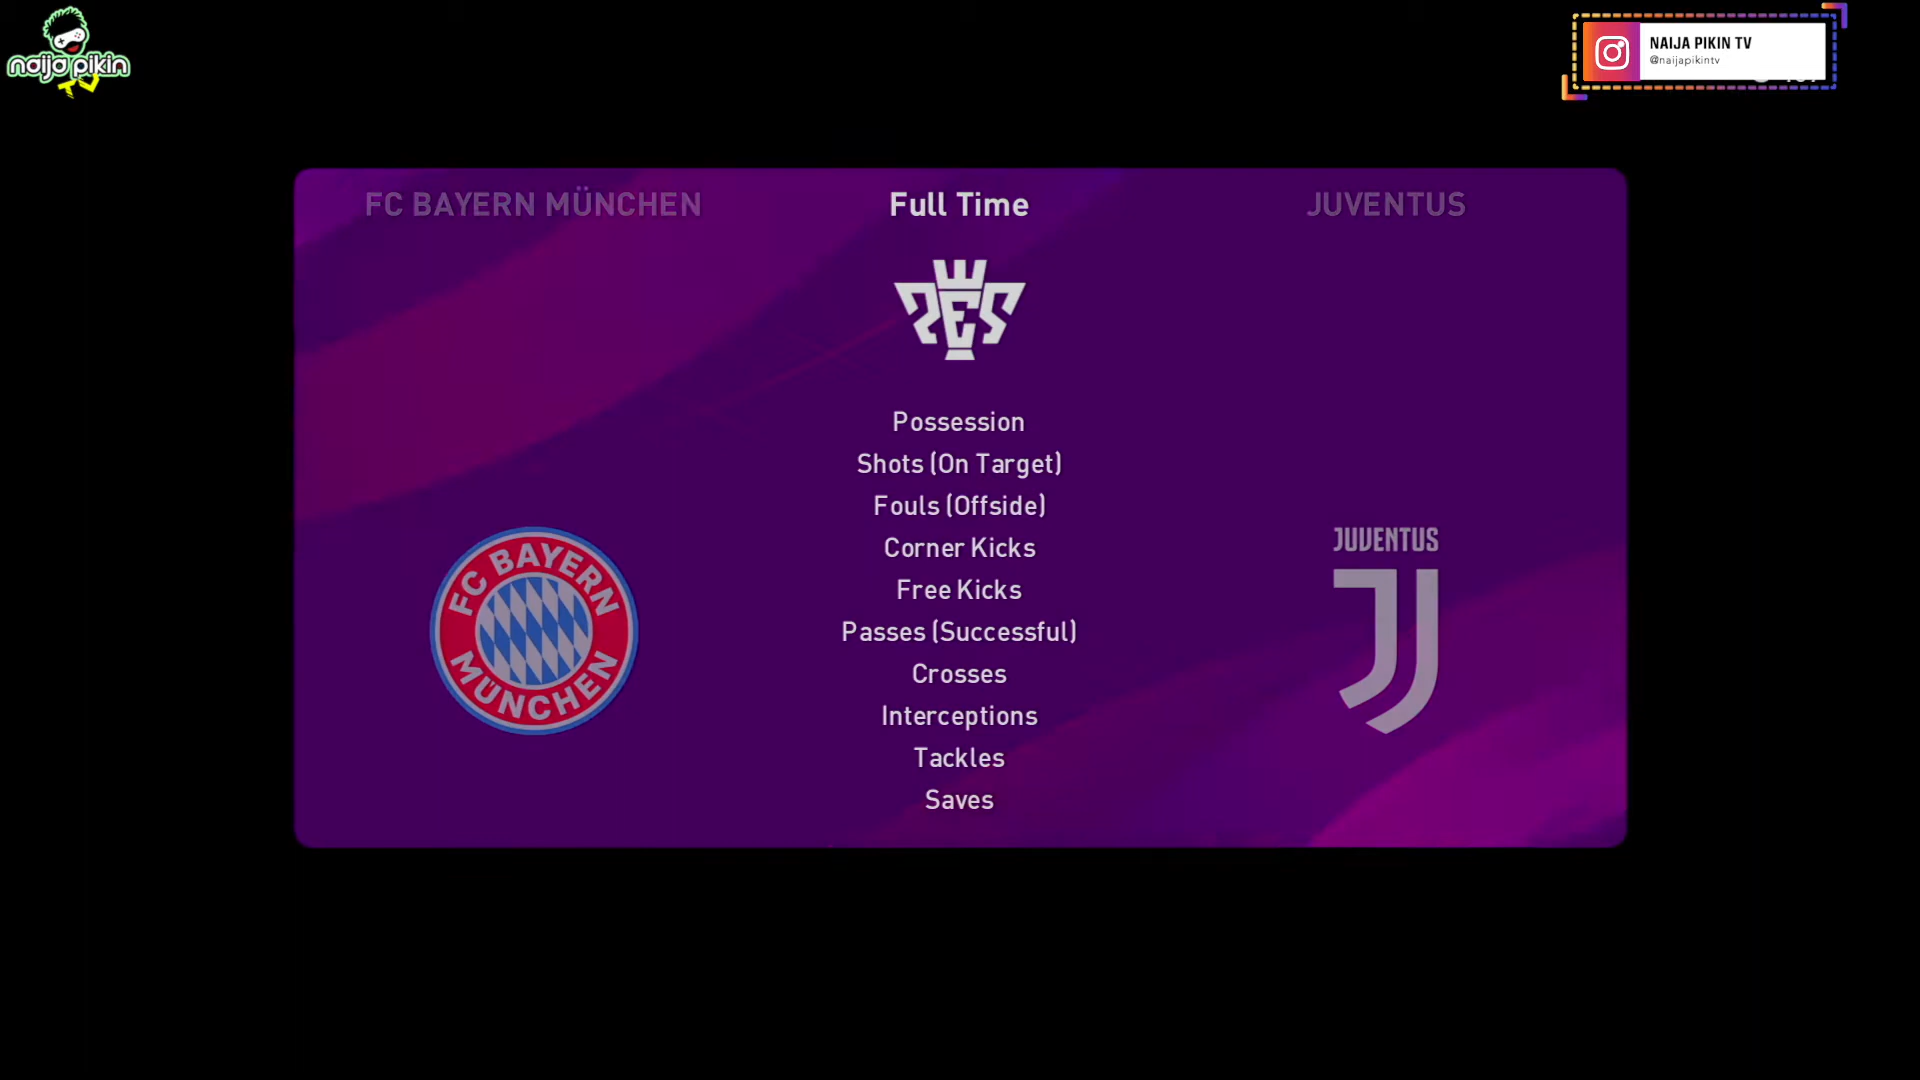 naija pikin
TV
NAIJA PIKIN TV
@naijapikintv
FC BAYERN MÜNCHEN
Full Time
JUVENTUS
PES
Possession
Shots (On Target)
Fouls (Offside)
Corner Kicks
Free Kicks
Passes (Successful)
Crosses
Interceptions
Tackles
Saves
FC BAYERN
MÜNCHEN
JUVENTUS